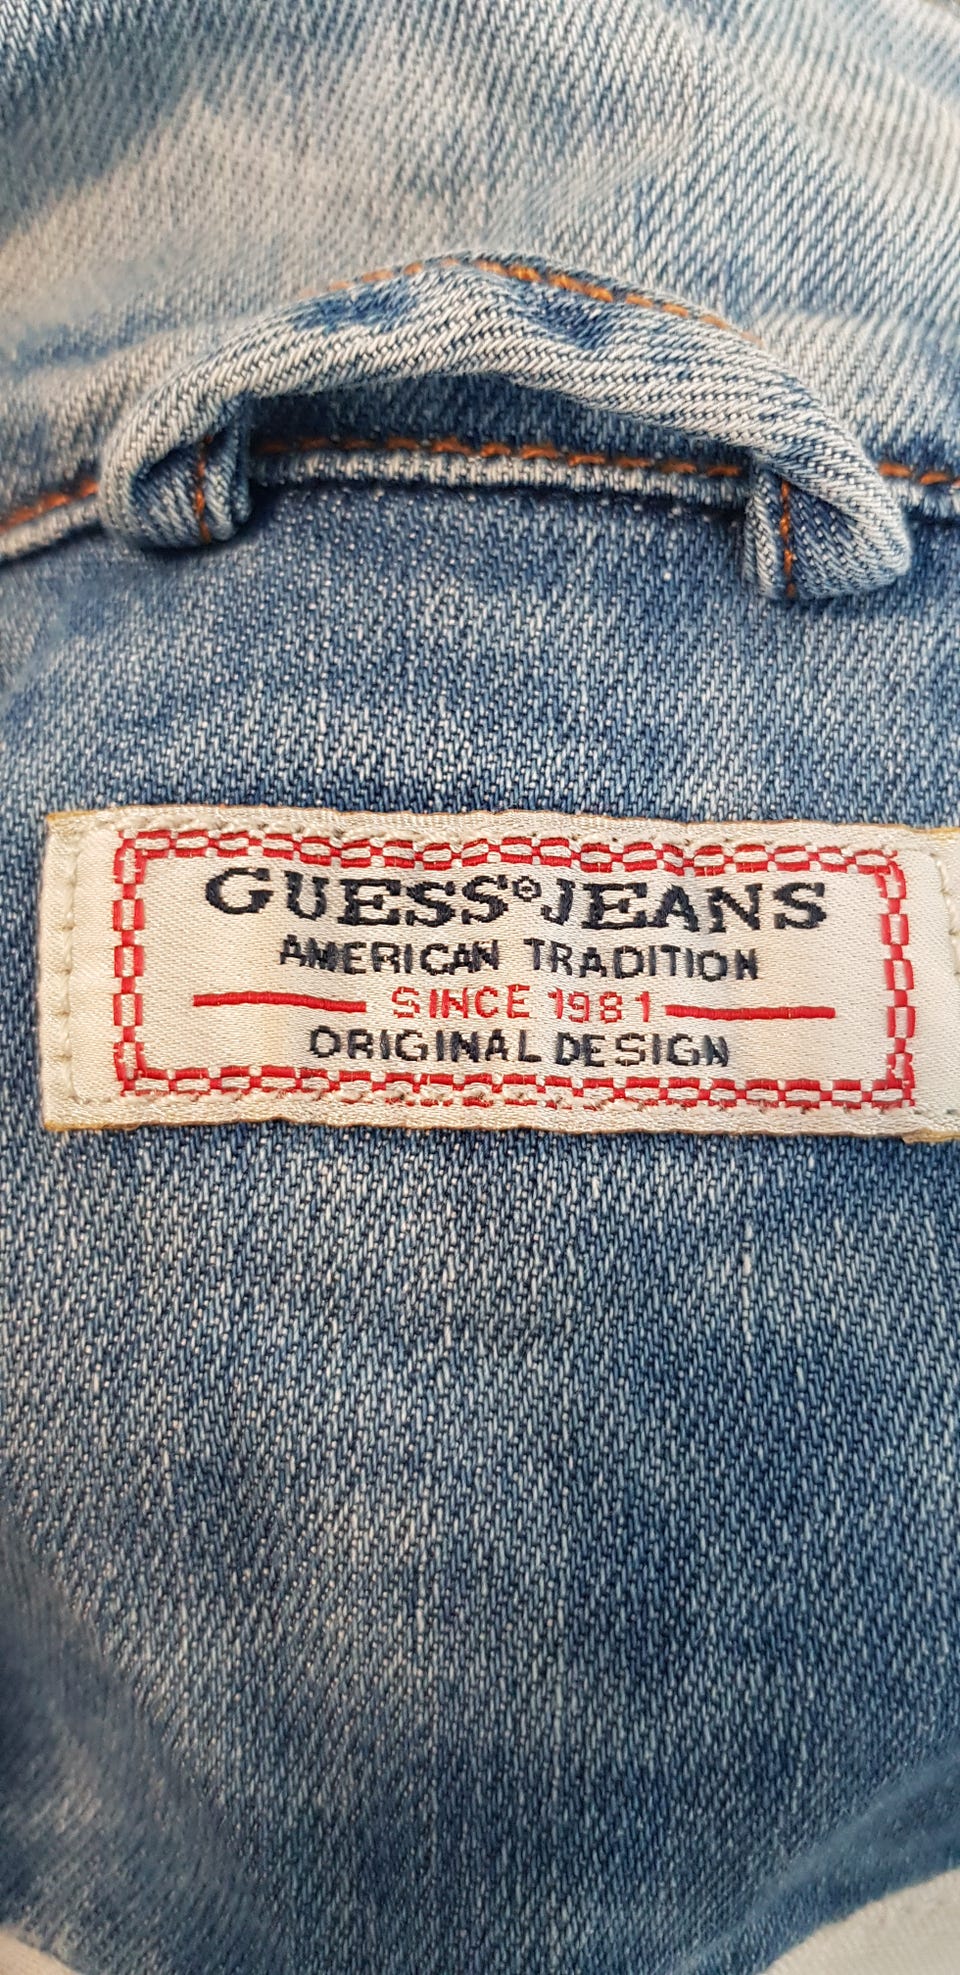 GUESS® JEANS
AMERICAN TRADITION
SINCE 1981
ORIGINAL DESIGN